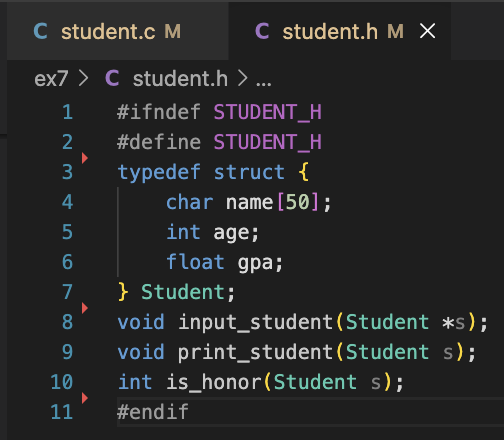 C student.c M C student.h M ×
ex7 > C student.h > ...
1 #ifndef STUDENT_H
2 #define STUDENT_H
3 typedef struct {
4     char name[50];
5     int age;
6     float gpa;
7 } Student;
8 void input_student(Student *s);
9 void print_student(Student s);
10 int is_honor(Student s);
11 #endif